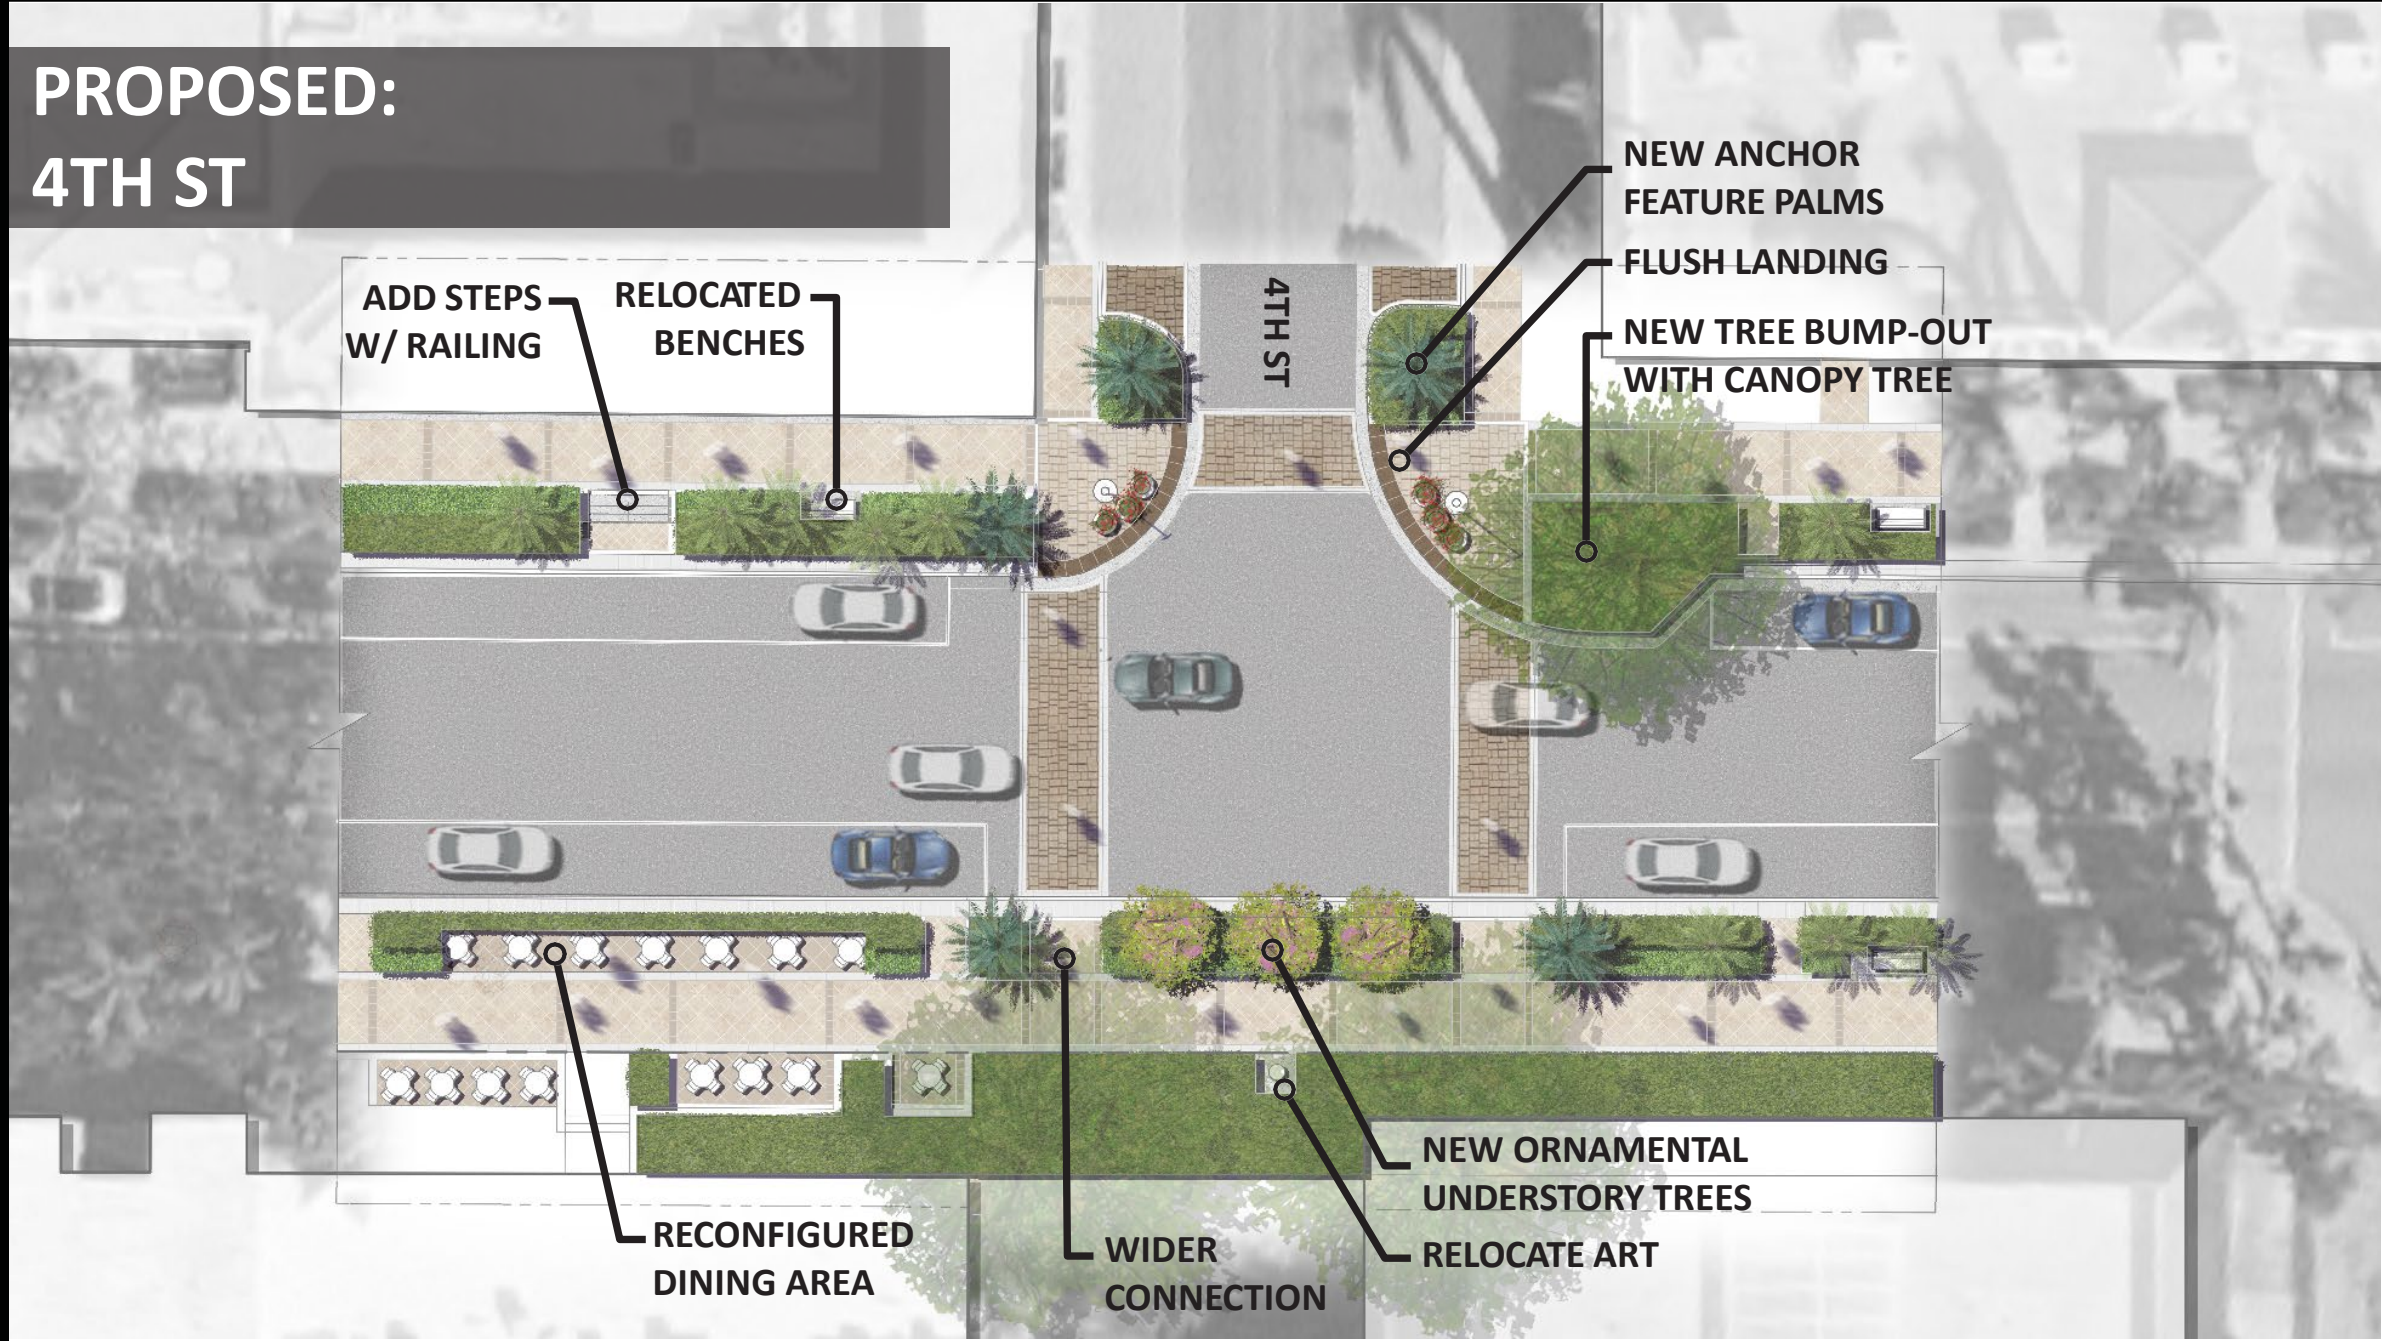 PROPOSED:
4TH ST
ADD STEPS
W/ RAILING
RELOCATED
BENCHES
4TH ST
NEW ANCHOR
FEATURE PALMS
FLUSH LANDING
NEW TREE BUMP-OUT
WITH CANOPY TREE
RECONFIGURED
DINING AREA
WIDER
CONNECTION
NEW ORNAMENTAL
UNDERSTORY TREES
RELOCATE ART